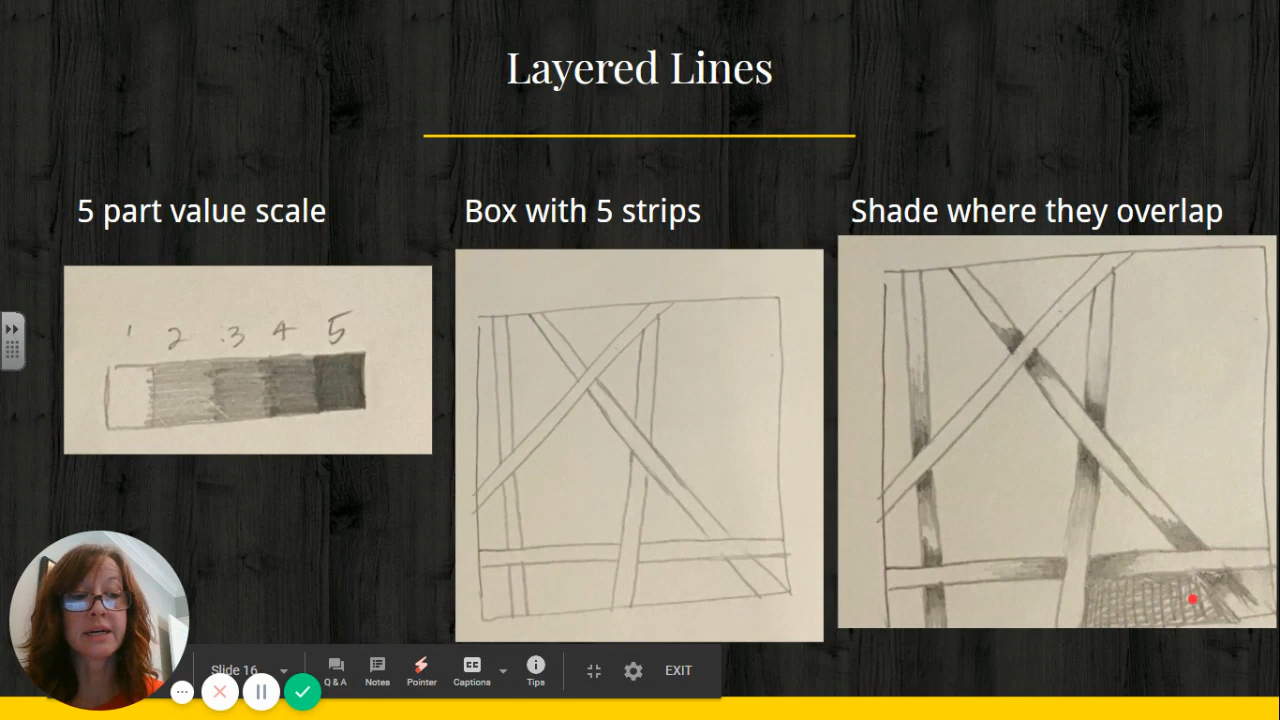 Layered Lines
5 part value scale
Box with 5 strips
Shade where they overlap
1 2 3 4 5
Slide 16
Q & A
Notes
Pointer
Captions
Tips
EXIT